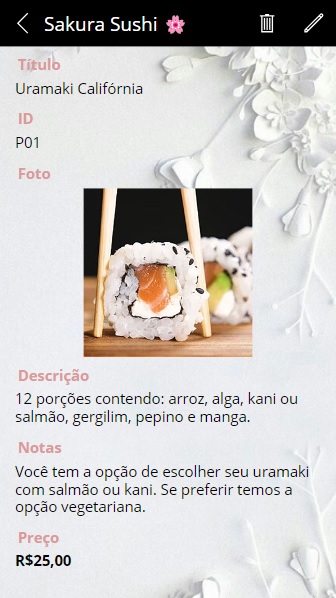 Sakura Sushi 🌸
Título
Uramaki Califórnia
ID
P01
Foto
Descrição
12 porções contendo: arroz, alga, kani ou
salmão, gergilim, pepino e manga.
Notas
Você tem a opção de escolher seu uramaki
com salmão ou kani. Se preferir temos a
opção vegetariana.
Preço
R$25,00